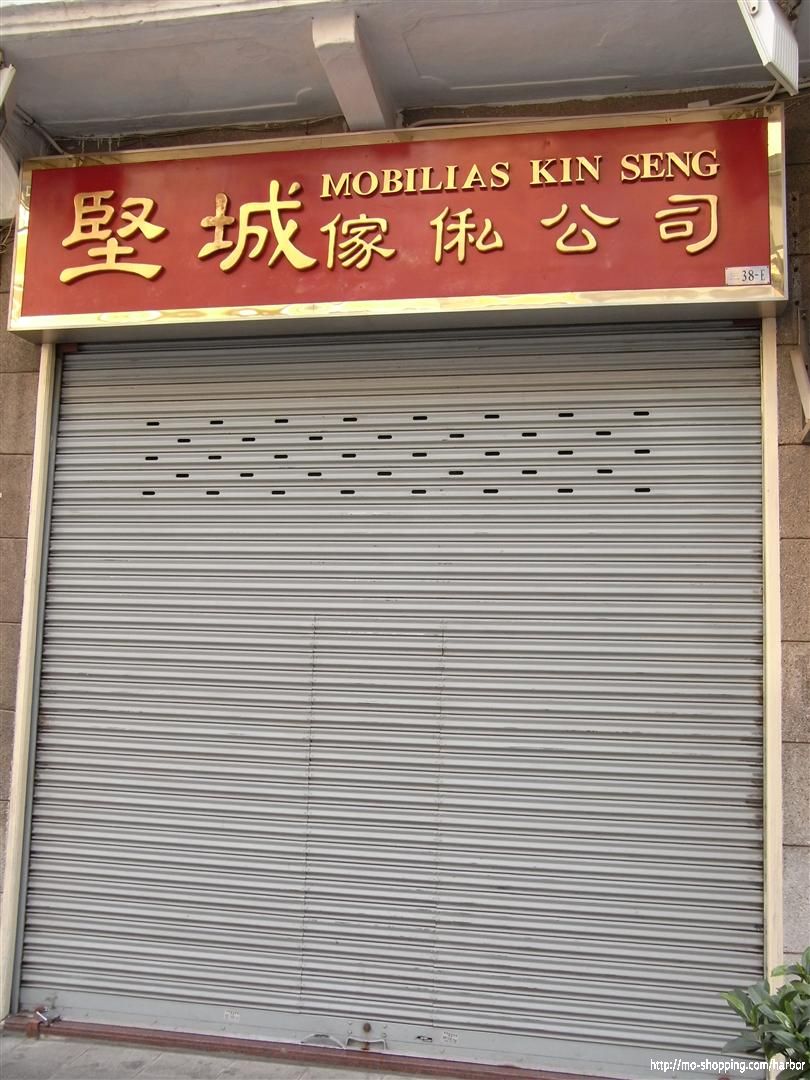 MOBILIAS KIN SENG
堅城傢俬公司
38-E
http://mo-shopping.com/harbor